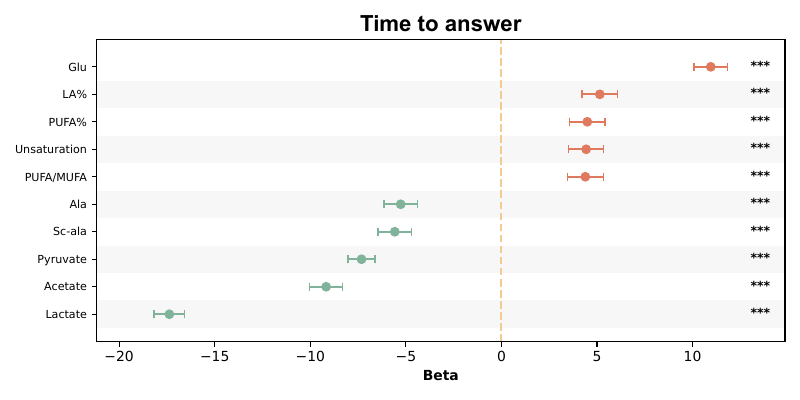 Time to answer
Glu ***
LA% ***
PUFA% ***
Unsaturation ***
PUFA/MUFA ***
Ala ***
Sc-ala ***
Pyruvate ***
Acetate ***
Lactate ***
−20 −15 −10 −5 0 5 10
Beta